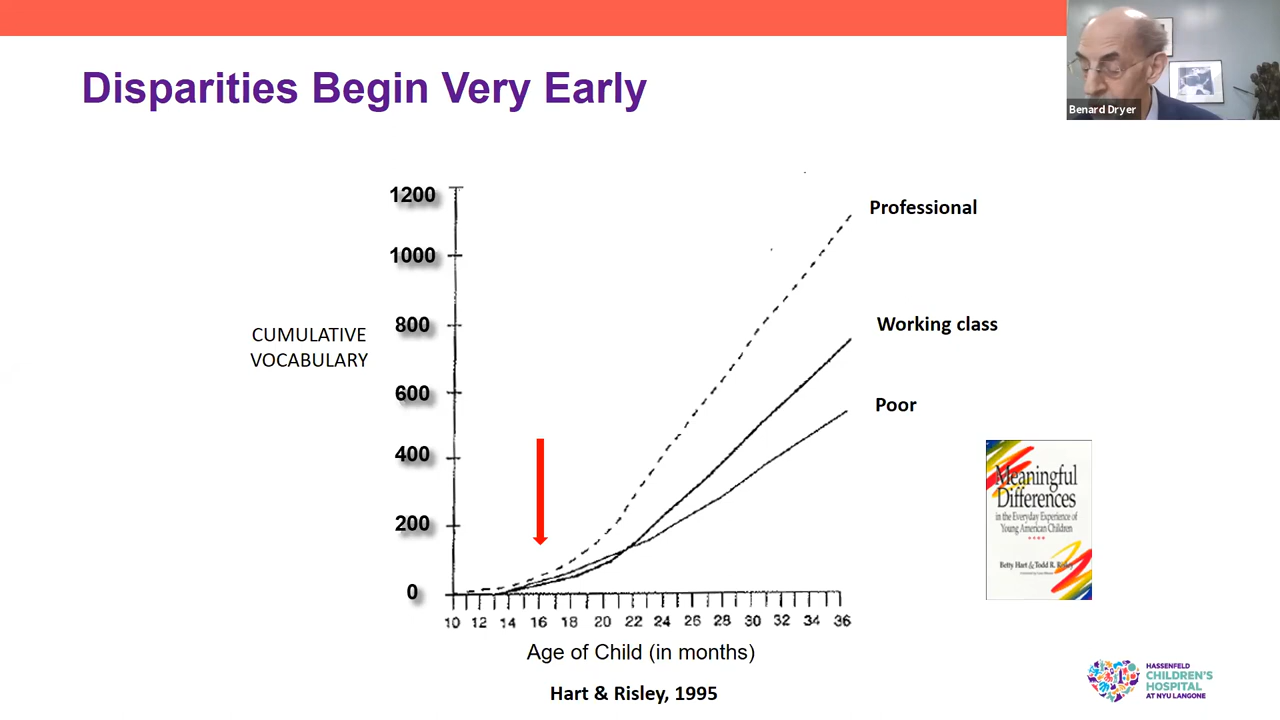 Disparities Begin Very Early
Benard Dryer
1200
1000
800
600
400
200
0
CUMULATIVE
VOCABULARY
Professional
Working class
Poor
10 12 14 16 18 20 22 24 26 28 30 32 34 36
Age of Child (in months)
Hart & Risley, 1995
Meaningful
Differences
in the Everyday Experience of
Young American Children
Betty Hart & Todd R. Risley
HASSENFELD
CHILDREN'S
HOSPITAL
AT NYU LANGONE